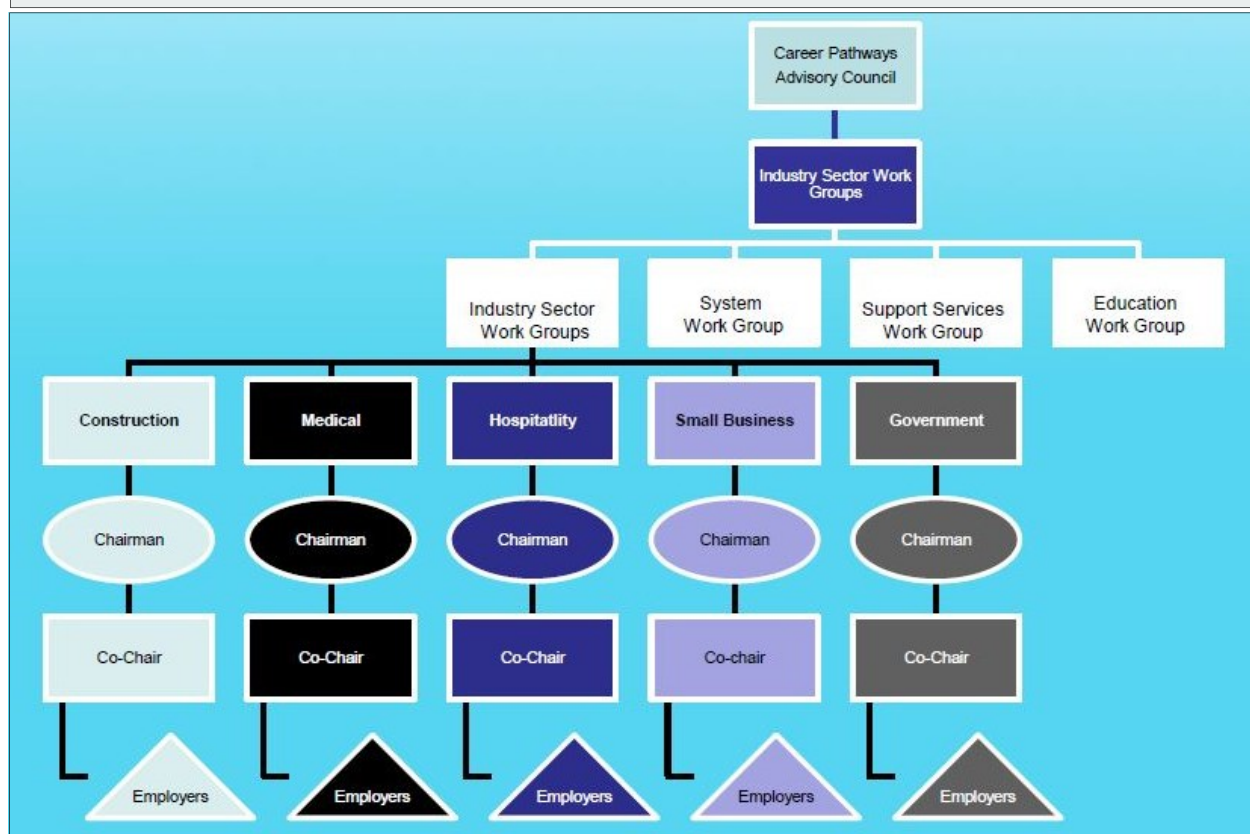 Career Pathways
Advisory Council
Industry Sector Work
Groups
Industry Sector
Work Groups
System
Work Group
Support Services
Work Group
Education
Work Group
Construction
Medical
Hospitatlity
Small Business
Government
Chairman
Chairman
Chairman
Chairman
Chairman
Co-Chair
Co-Chair
Co-Chair
Co-chair
Co-Chair
Employers
Employers
Employers
Employers
Employers